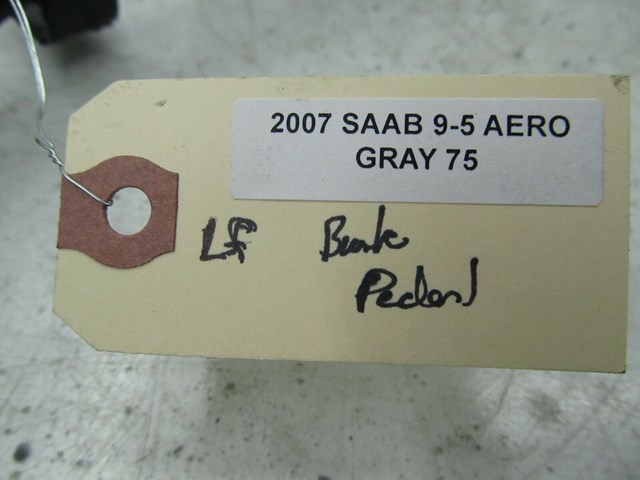 2007 SAAB 9-5 AERO
GRAY 75
Lf Brake
Pedal